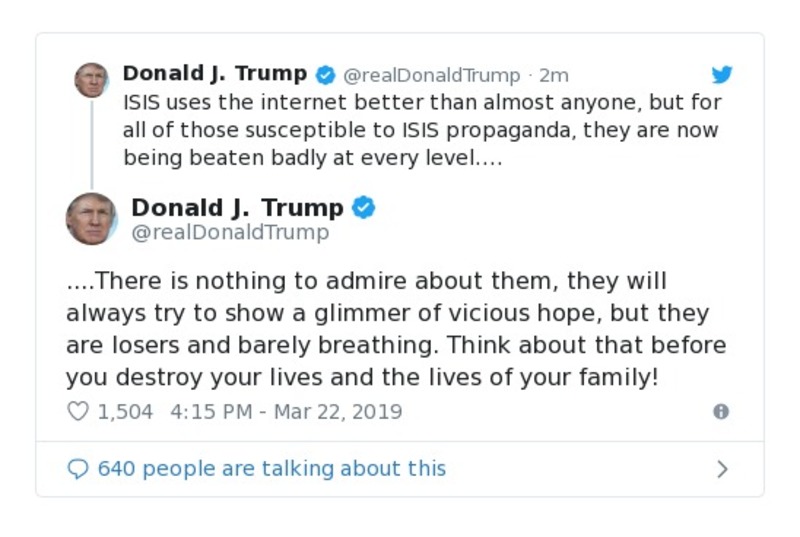 Donald J. Trump @realDonaldTrump · 2m
ISIS uses the internet better than almost anyone, but for
all of those susceptible to ISIS propaganda, they are now
being beaten badly at every level....
Donald J. Trump
@realDonaldTrump
....There is nothing to admire about them, they will
always try to show a glimmer of vicious hope, but they
are losers and barely breathing. Think about that before
you destroy your lives and the lives of your family!
1,504 4:15 PM - Mar 22, 2019
640 people are talking about this